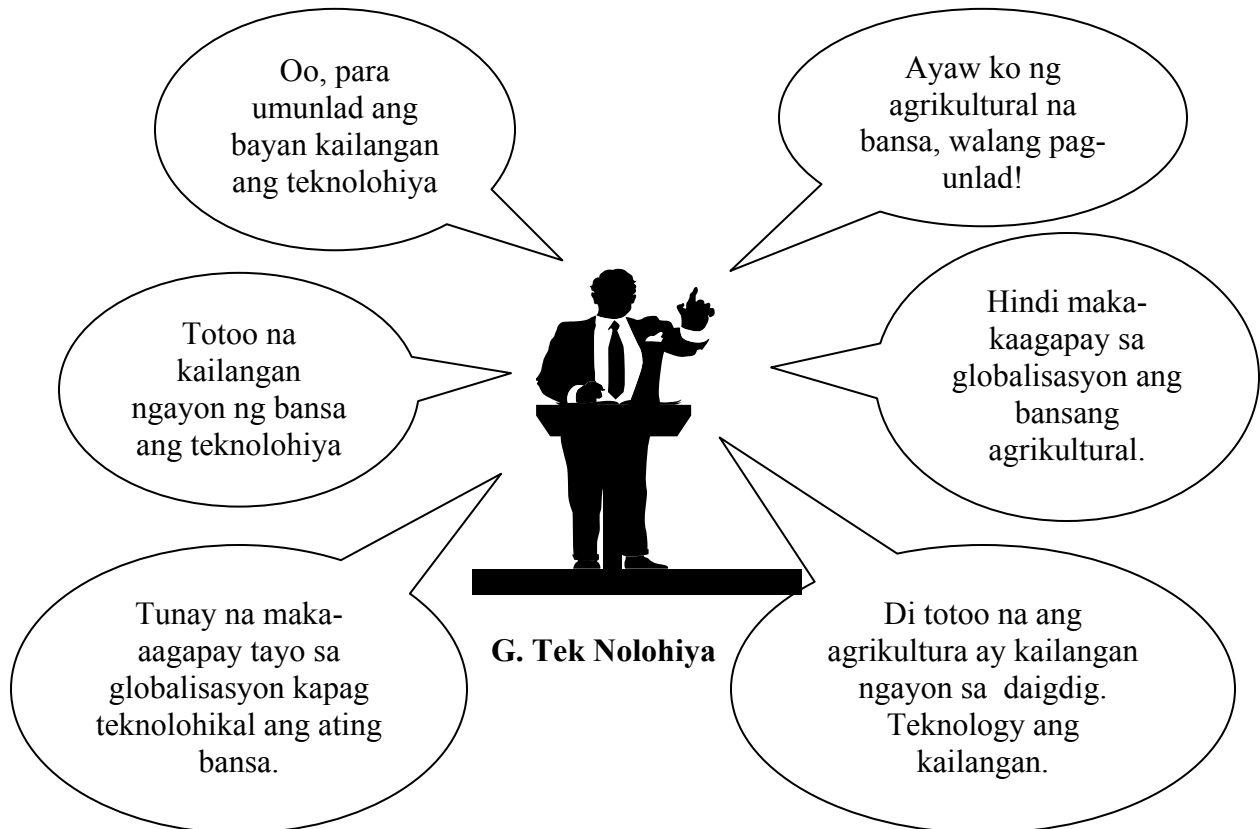 Oo, para
umunlad ang
bayan kailangan
ang teknolohiya
Ayaw ko ng
agrikultural na
bansa, walang pag-
unlad!
Totoo na
kailangan
ngayon ng bansa
ang teknolohiya
Hindi maka-
kaagapay sa
globalisasyon ang
bansang
agrikultural.
Tunay na maka-
aagapay tayo sa
globalisasyon kapag
teknolohikal ang ating
bansa.
G. Tek Nolohiya
Di totoo na ang
agrikultura ay kailangan
ngayon sa daigdig.
Teknology ang
kailangan.